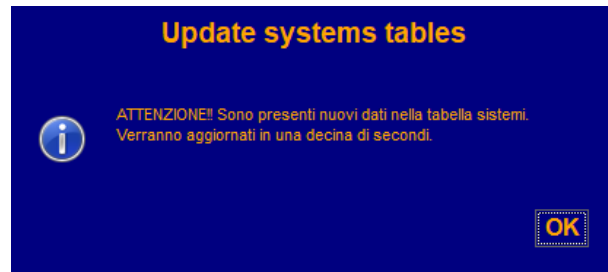 Update systems tables
ATTENZIONE!! Sono presenti nuovi dati nella tabella sistemi.
Verranno aggiornati in una decina di secondi.
OK